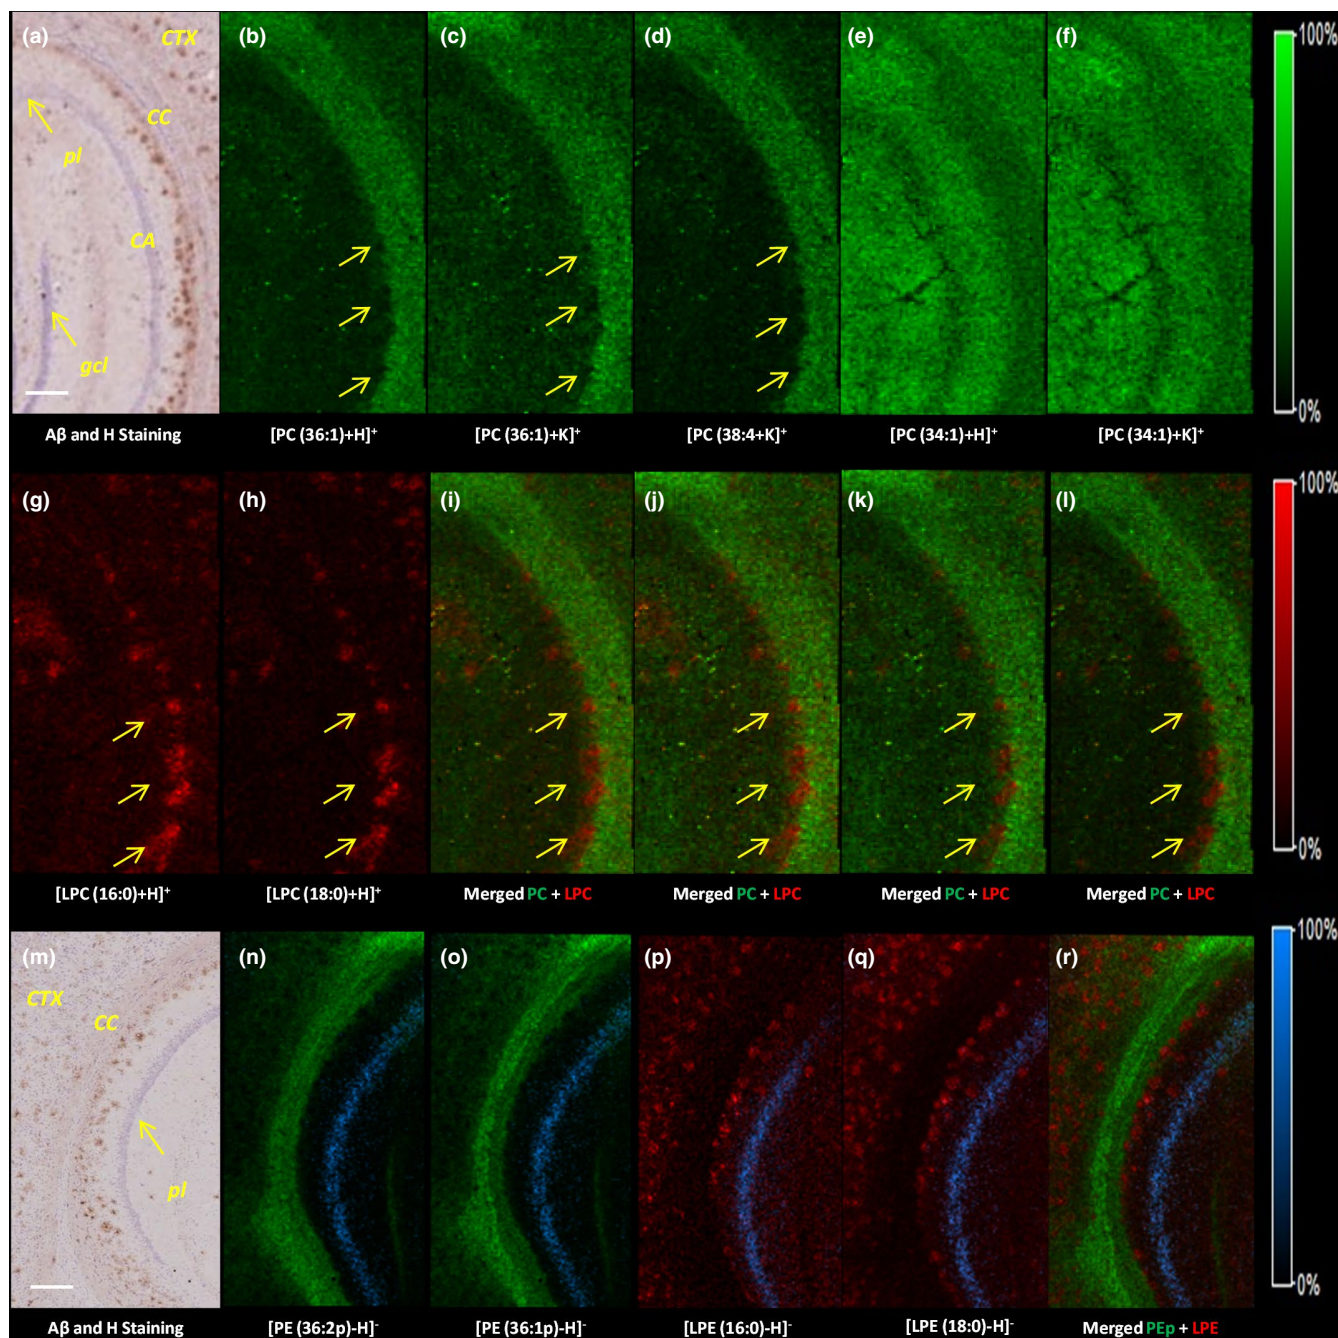 (a)
CTX
CC
pl
CA
gcl
(b)
(c)
(d)
(e)
(f)
100%
0%
Aβ and H Staining
[PC (36:1)+H]⁺
[PC (36:1)+K]⁺
[PC (38:4+K]⁺
[PC (34:1)+H]⁺
[PC (34:1)+K]⁺
(g)
(h)
(i)
(j)
(k)
(l)
100%
0%
[LPC (16:0)+H]⁺
[LPC (18:0)+H]⁺
Merged PC + LPC
Merged PC + LPC
Merged PC + LPC
Merged PC + LPC
(m)
CTX
CC
pl
(n)
(o)
(p)
(q)
(r)
100%
0%
Aβ and H Staining
[PE (36:2p)-H]⁻
[PE (36:1p)-H]⁻
[LPE (16:0)-H]⁻
[LPE (18:0)-H]⁻
Merged PEp + LPE